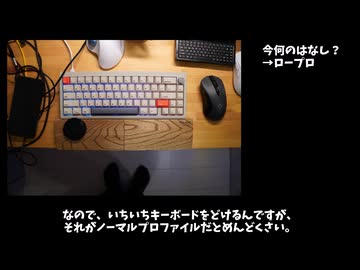 今何のはなし？
→ロープロ
なので、いちいちキーボードをどけるんですが、
それがノーマルプロファイルだとめんどくさい。